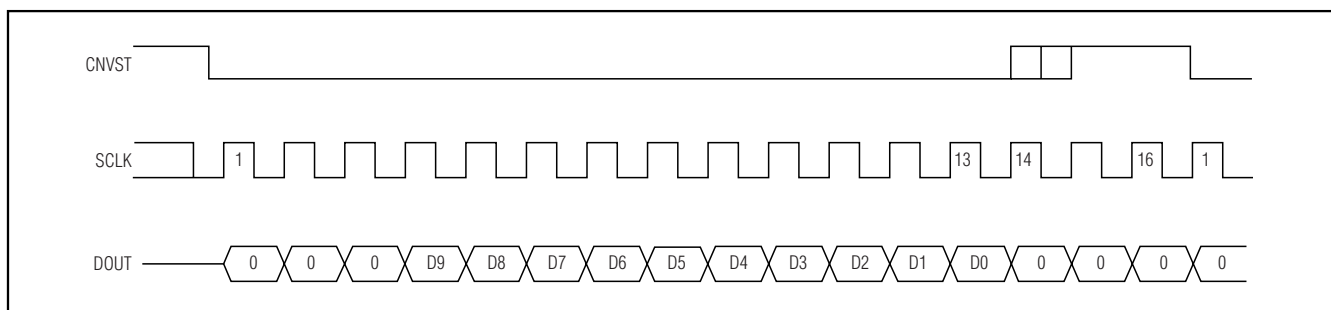 CNVST
SCLK 1 13 14 16 1
DOUT 0 0 0 D9 D8 D7 D6 D5 D4 D3 D2 D1 D0 0 0 0 0